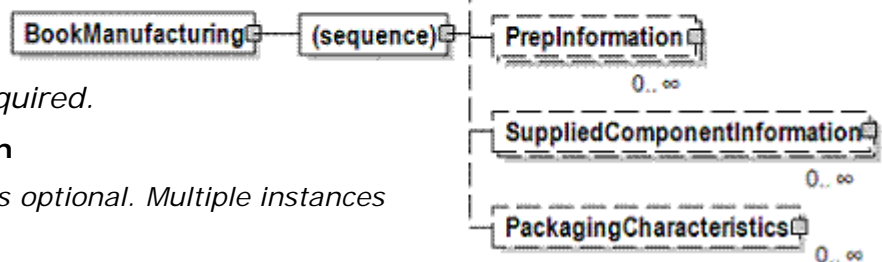 BookManufacturing
(sequence)
PrepInformation
0.. ∞
quired.
SuppliedComponentInformation
n
0.. ∞
s optional. Multiple instances
PackagingCharacteristics
0.. ∞